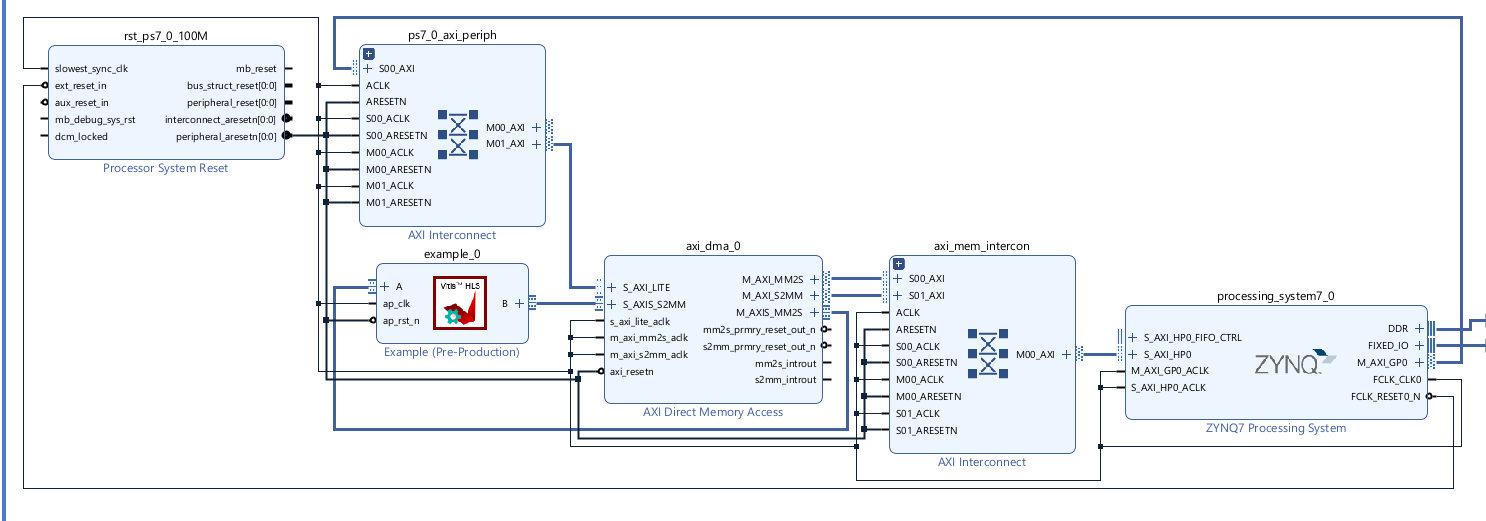 rst_ps7_0_100M
slowest_sync_clk
ext_reset_in
aux_reset_in
mb_debug_sys_rst
dcm_locked
mb_reset
bus_struct_reset[0:0]
peripheral_reset[0:0]
interconnect_aresetn[0:0]
peripheral_aresetn[0:0]
Processor System Reset
ps7_0_axi_periph
S00_AXI
ACLK
ARESETN
S00_ACLK
S00_ARESETN
M00_ACLK
M00_ARESETN
M01_ACLK
M01_ARESETN
M00_AXI
M01_AXI
AXI Interconnect
example_0
A
ap_clk
ap_rst_n
Vitis™ HLS
B
Example (Pre-Production)
axi_dma_0
S_AXI_LITE
S_AXIS_S2MM
s_axi_lite_aclk
m_axi_mm2s_aclk
m_axi_s2mm_aclk
axi_resetn
M_AXI_MM2S
M_AXI_S2MM
M_AXIS_MM2S
mm2s_prmry_reset_out_n
s2mm_prmry_reset_out_n
mm2s_introut
s2mm_introut
AXI Direct Memory Access
axi_mem_intercon
S00_AXI
S01_AXI
ACLK
ARESETN
S00_ACLK
S00_ARESETN
M00_ACLK
M00_ARESETN
S01_ACLK
S01_ARESETN
M00_AXI
AXI Interconnect
processing_system7_0
S_AXI_HP0_FIFO_CTRL
S_AXI_HP0
M_AXI_GP0_ACLK
S_AXI_HP0_ACLK
ZYNQ
DDR
FIXED_IO
M_AXI_GP0
FCLK_CLK0
FCLK_RESET0_N
ZYNQ7 Processing System